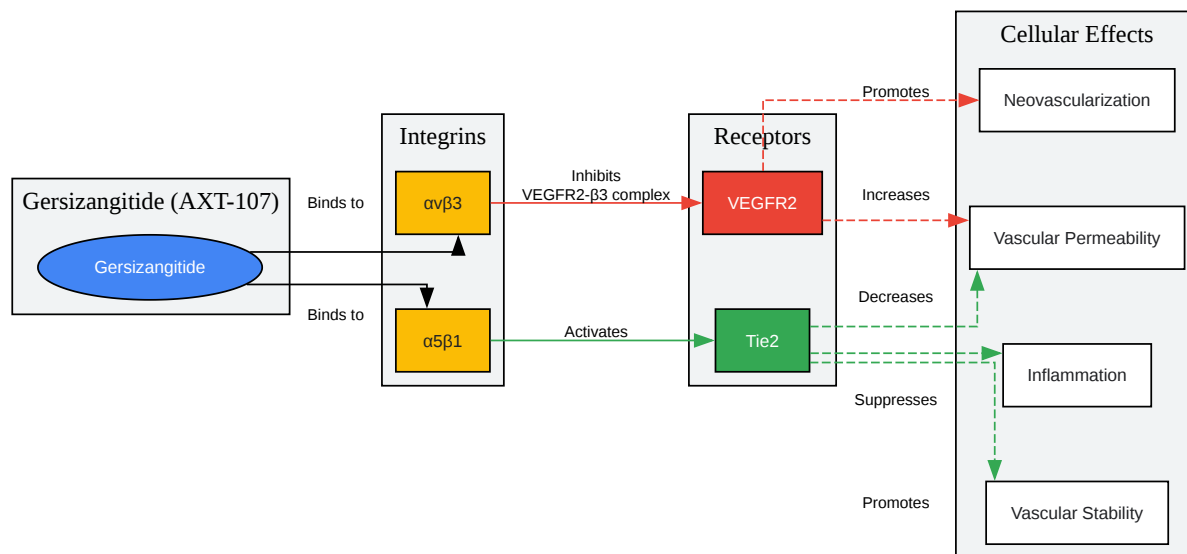 Gersizangitide (AXT-107)
Gersizangitide
Binds to
Binds to
Integrins
αvβ3
α5β1
Inhibits
VEGFR2-β3 complex
Activates
Receptors
VEGFR2
Tie2
Promotes
Increases
Decreases
Suppresses
Promotes
Cellular Effects
Neovascularization
Vascular Permeability
Inflammation
Vascular Stability